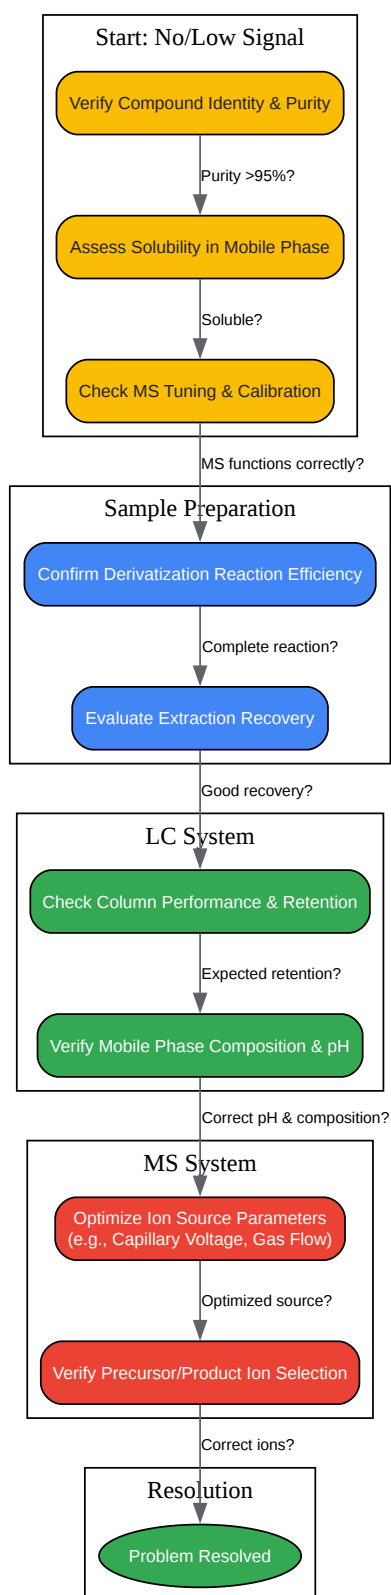 Start: No/Low Signal
Verify Compound Identity & Purity
Purity >95%?
Assess Solubility in Mobile Phase
Soluble?
Check MS Tuning & Calibration
MS functions correctly?
Sample Preparation
Confirm Derivatization Reaction Efficiency
Complete reaction?
Evaluate Extraction Recovery
Good recovery?
LC System
Check Column Performance & Retention
Expected retention?
Verify Mobile Phase Composition & pH
Correct pH & composition?
MS System
Optimize Ion Source Parameters
(e.g., Capillary Voltage, Gas Flow)
Optimized source?
Verify Precursor/Product Ion Selection
Correct ions?
Resolution
Problem Resolved